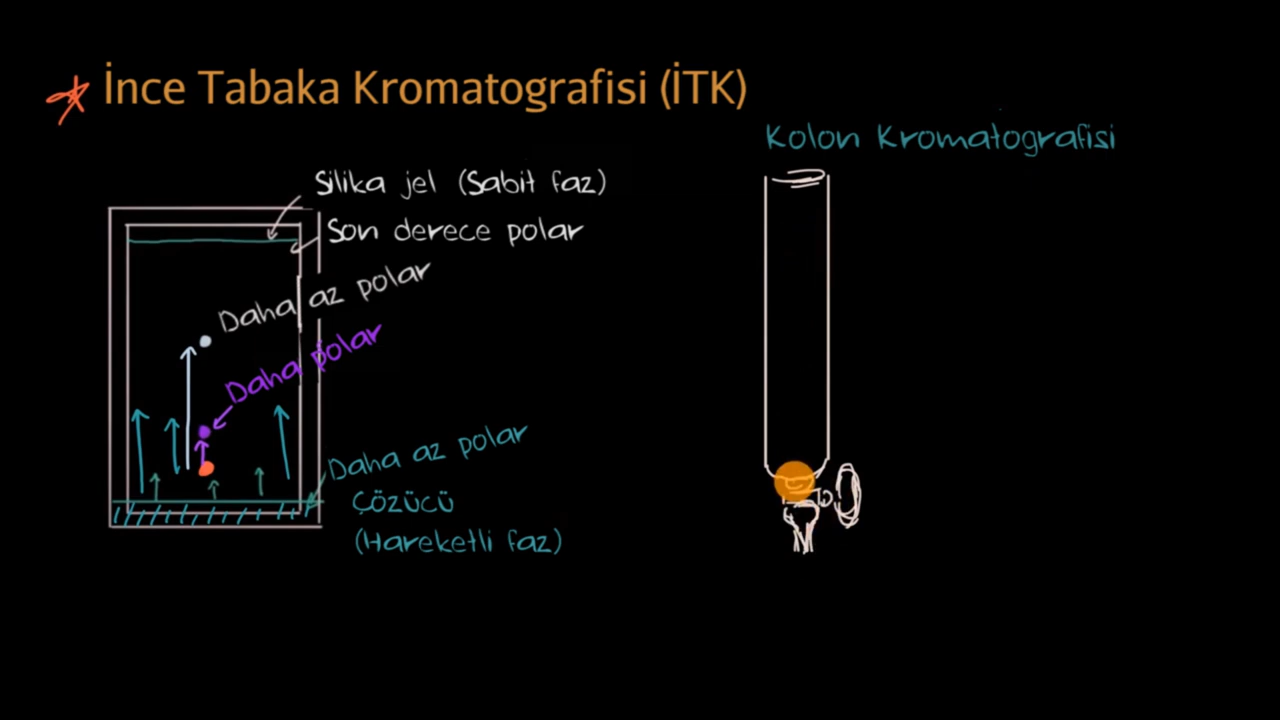 İnce Tabaka Kromatografisi (İTK)
Kolon Kromatografisi
Silika jel (Sabit faz)
Son derece polar
Daha az polar
Daha polar
Daha az polar
Çözücü
(Hareketli faz)